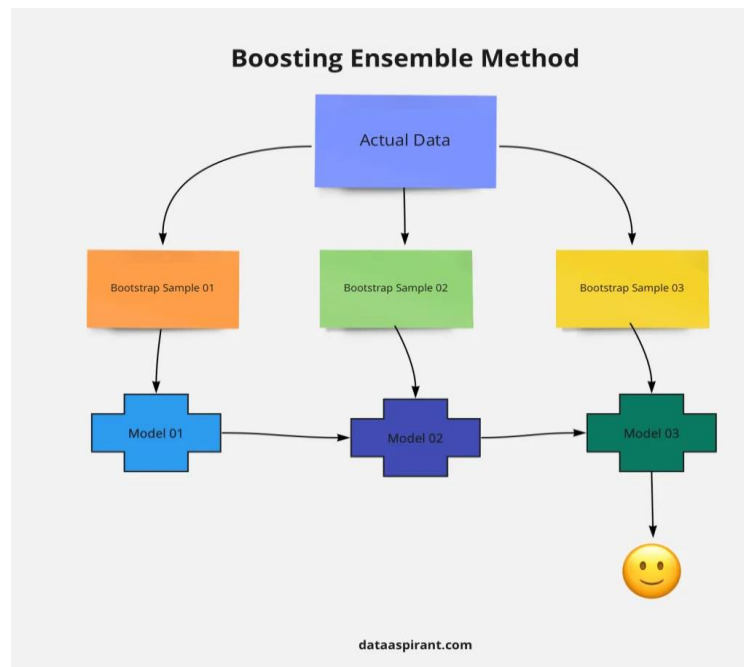 Boosting Ensemble Method
Actual Data
Bootstrap Sample 01
Bootstrap Sample 02
Bootstrap Sample 03
Model 01
Model 02
Model 03
dataaspirant.com